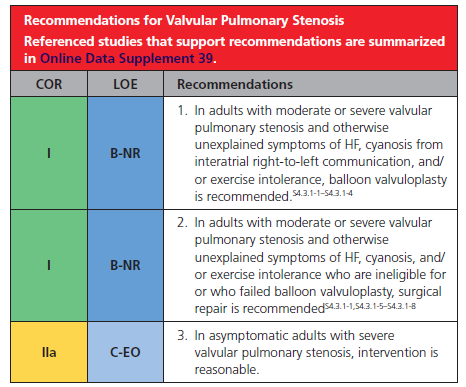 Recommendations for Valvular Pulmonary Stenosis
Referenced studies that support recommendations are summarized
in Online Data Supplement 39.
COR LOE Recommendations
I B-NR 1. In adults with moderate or severe valvular
pulmonary stenosis and otherwise
unexplained symptoms of HF, cyanosis from
interatrial right-to-left communication, and/
or exercise intolerance, balloon valvuloplasty
is recommended.S4.3.1-1–S4.3.1-4
I B-NR 2. In adults with moderate or severe valvular
pulmonary stenosis and otherwise
unexplained symptoms of HF, cyanosis, and/
or exercise intolerance who are ineligible for
or who failed balloon valvuloplasty, surgical
repair is recommendedS4.3.1-1,S4.3.1-5–S4.3.1-8
IIa C-EO 3. In asymptomatic adults with severe
valvular pulmonary stenosis, intervention is
reasonable.